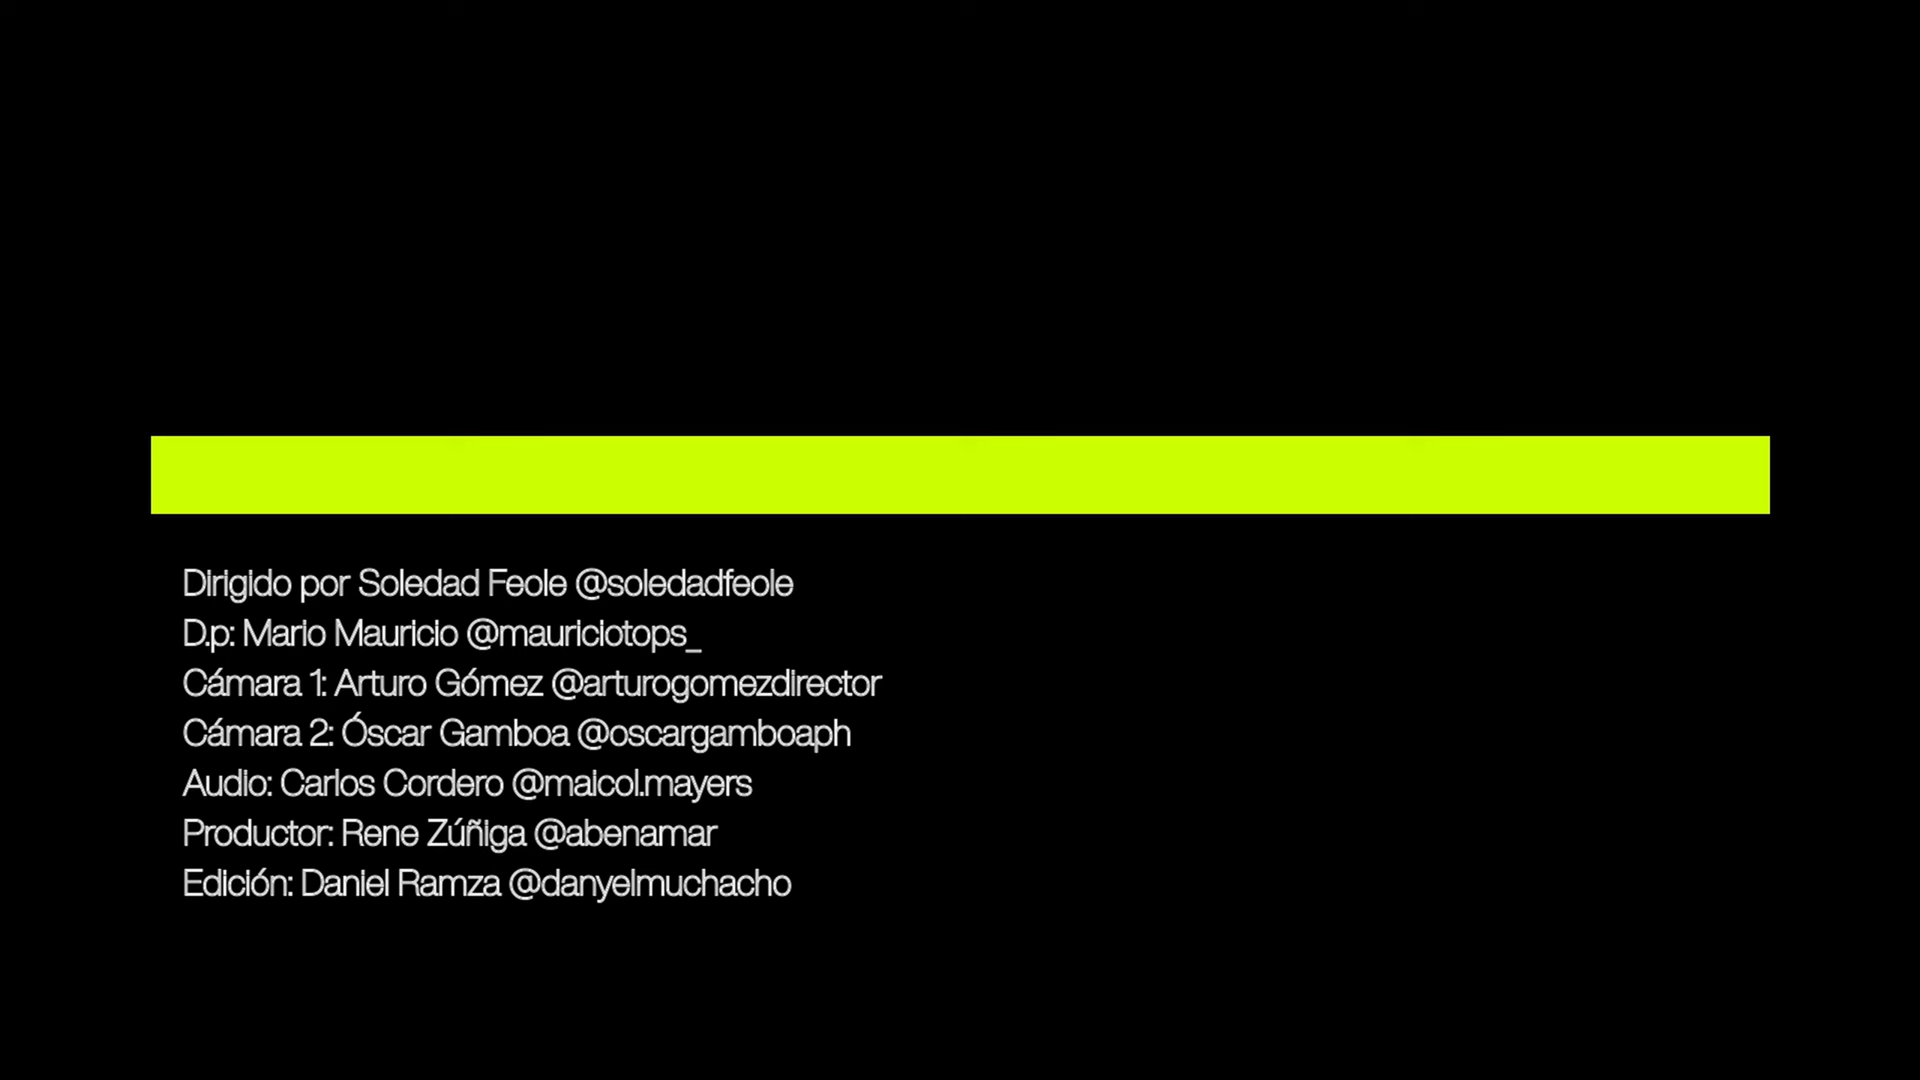 Dirigido por Soledad Feole @soledadfeole
D.p: Mario Mauricio @mauriciotops_
Cámara 1: Arturo Gómez @arturogomezdirector
Cámara 2: Óscar Gamboa @oscargamboaph
Audio: Carlos Cordero @maicol.mayers
Productor: Rene Zúñiga @abenamar
Edición: Daniel Ramza @danyelmuchacho